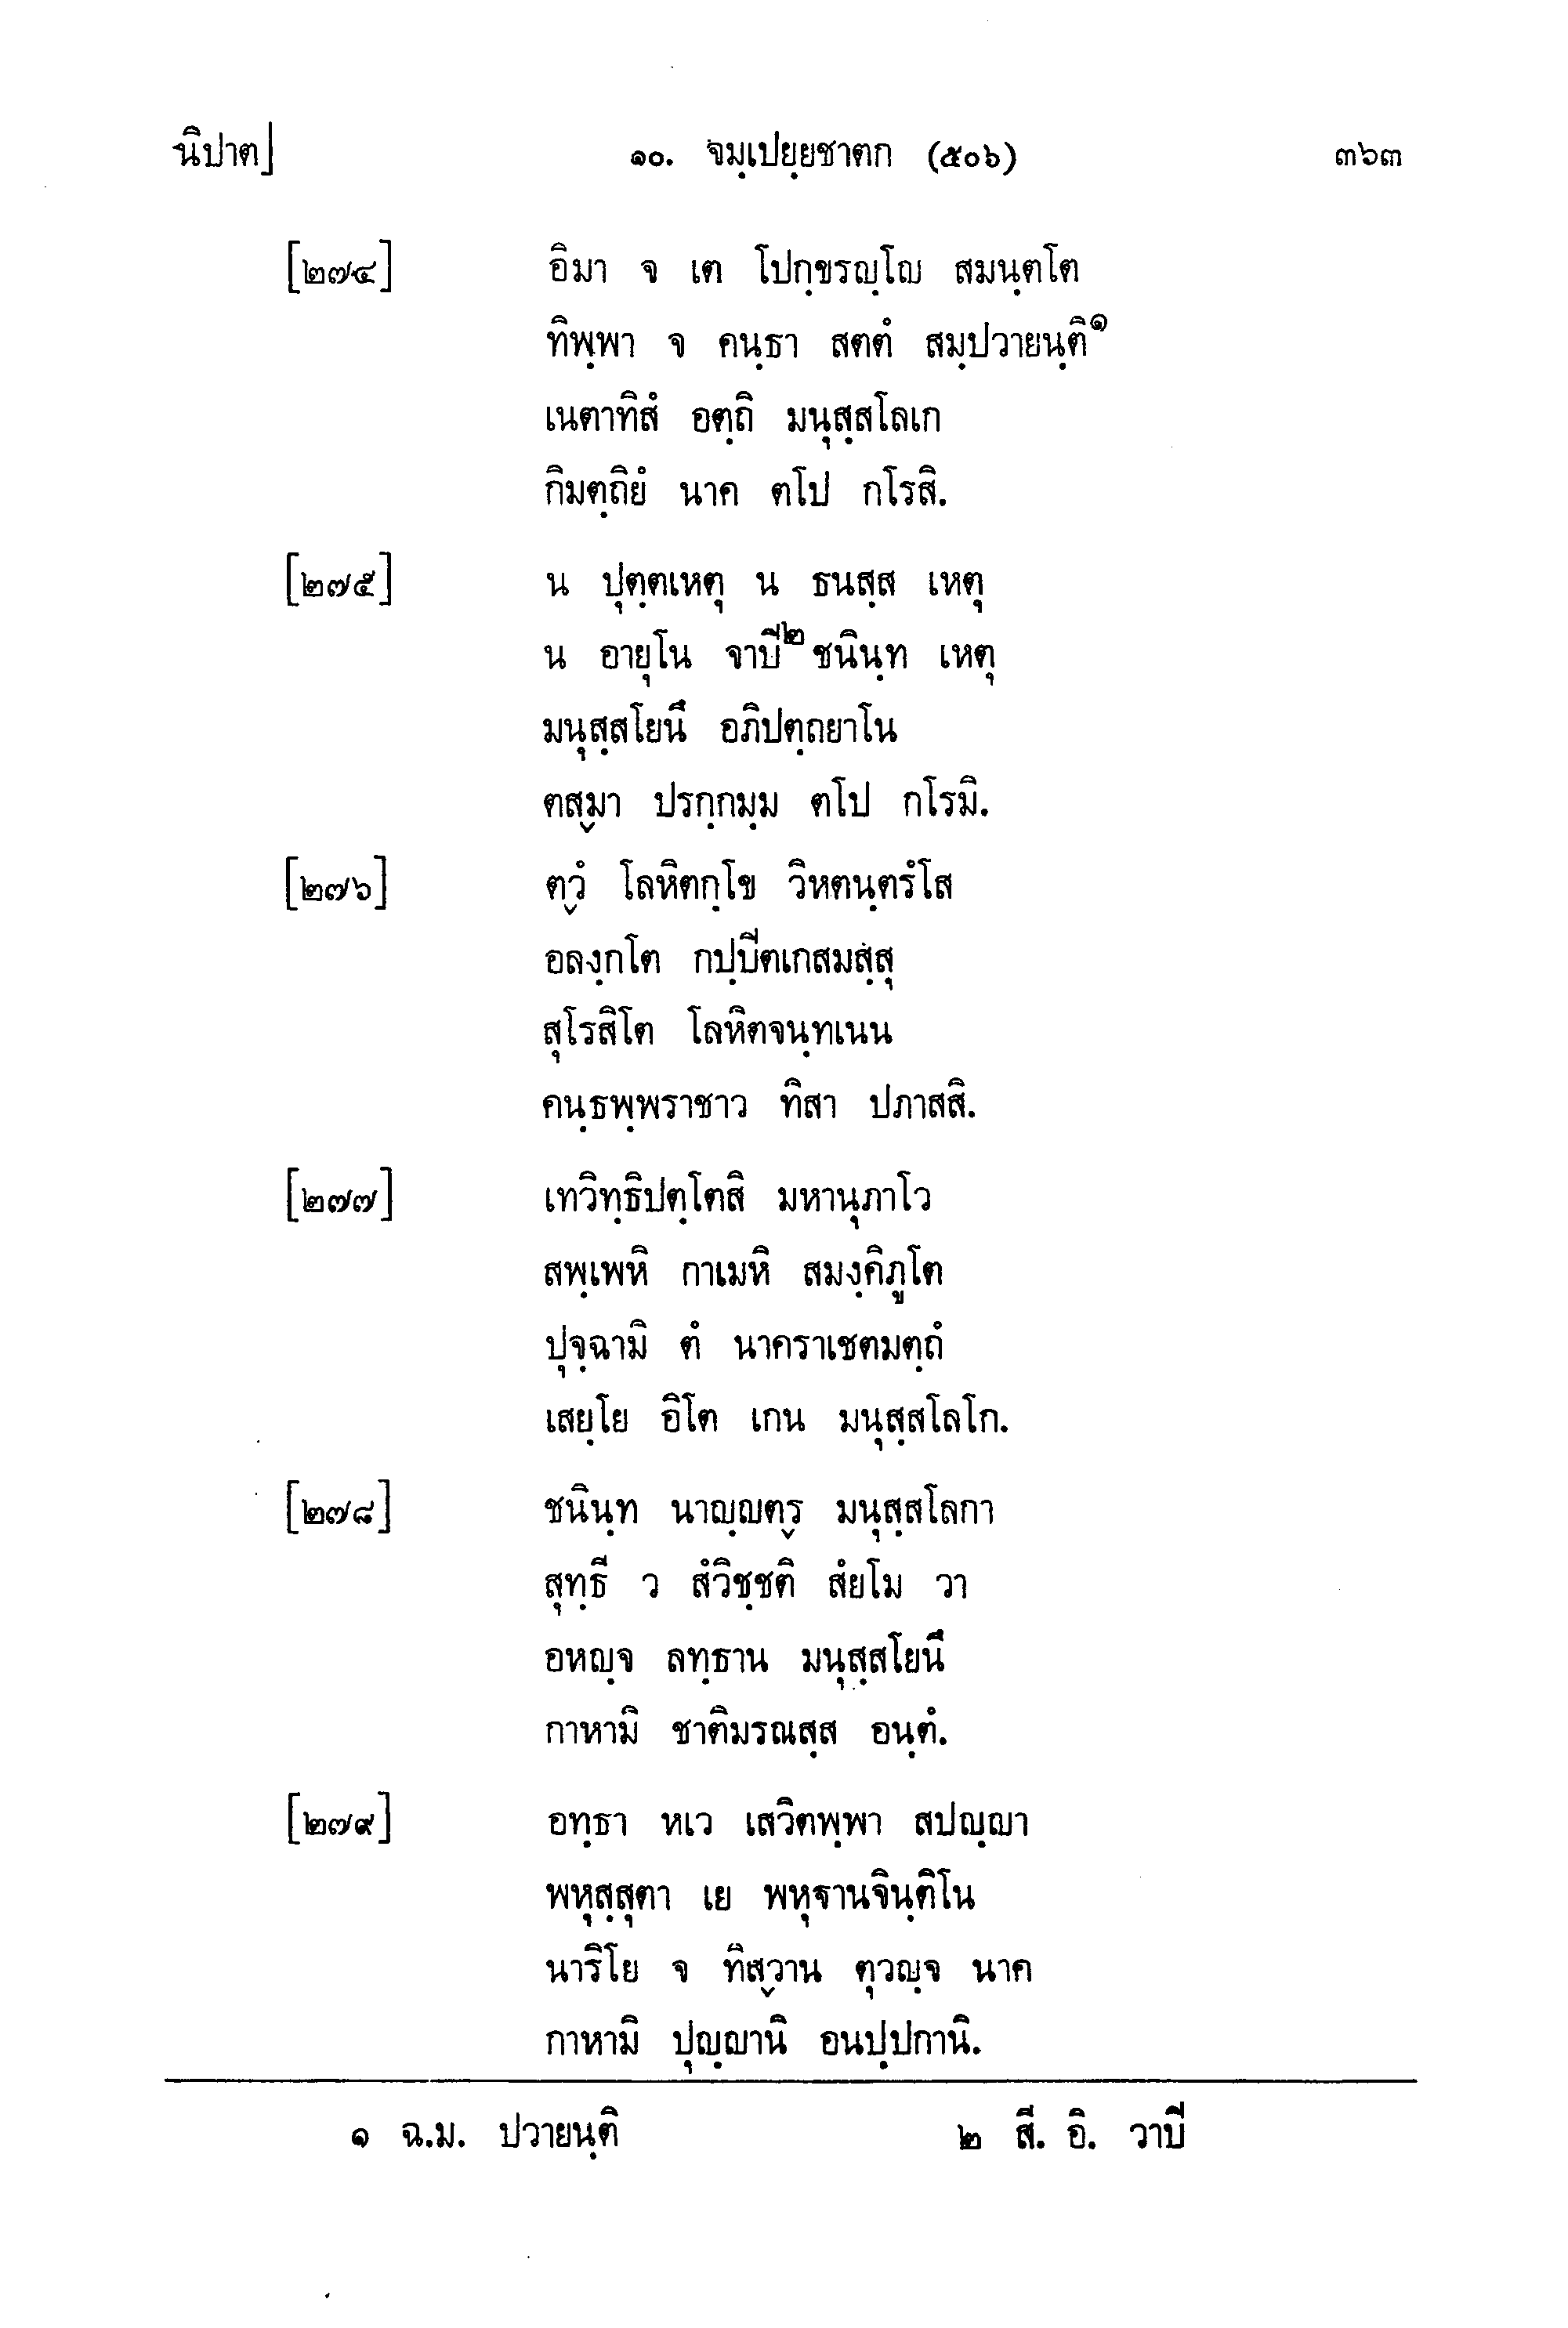 นิปาต] ๑๐. จมฺเปยฺยชาตก (๕๐๖) ๓๖๓
[๒๗๔] อิมา จ เต โปกฺขรญฺโญ สมนฺตโต
ทิพฺพา จ คนฺธา สตตํ สมฺปวายนฺติ๑
เนตาทิสํ อตฺถิ มนุสฺสโลเก
กิมตฺถิยํ นาค ตโป กโรสิ.
[๒๗๕] น ปุตฺตเหตุ น ธนสฺส เหตุ
น อายุโน จาปิ๒ ชนินฺท เหตุ
มนุสฺสโยนึ อภิปตฺถยาโน
ตสฺมา ปรกฺกมฺม ตโป กโรมิ.
[๒๗๖] ตฺวํ โลหิตกฺโข วิหตนฺตรํโส
อลงฺกโต กปฺปิตเกสมสฺสุ
สุโรสิโต โลหิตจนฺทเนน
คนฺธพฺพราชาว ทิสา ปภาสสิ.
[๒๗๗] เทวิทฺธิปตฺโตสิ มหานุภาโว
สพฺเพหิ กาเมหิ สมงฺคิภูโต
ปุจฺฉามิ ตํ นาคราเชตมตฺถํ
เสยฺโย อิโต เกน มนุสฺสโลโก.
[๒๗๘] ชนินฺท นาญฺญตฺร มนุสฺสโลกา
สุทฺธี ว สํวิชฺชติ สํยโม วา
อหญฺจ ลทฺธาน มนุสฺสโยนึ
กาหามิ ชาติมรณสฺส อนฺตํ.
[๒๗๙] อทฺธา หเว เสวิตพฺพา สปญฺญา
พหุสฺสุตา เย พหุฐานจินฺติโน
นาริโย จ ทิสฺวาน ตุวญฺจ นาค
กาหามิ ปุญฺญานิ อนปฺปกานิ.
๑ ฉ.ม. ปวายนฺติ ๒ สี. อิ. วาปิ